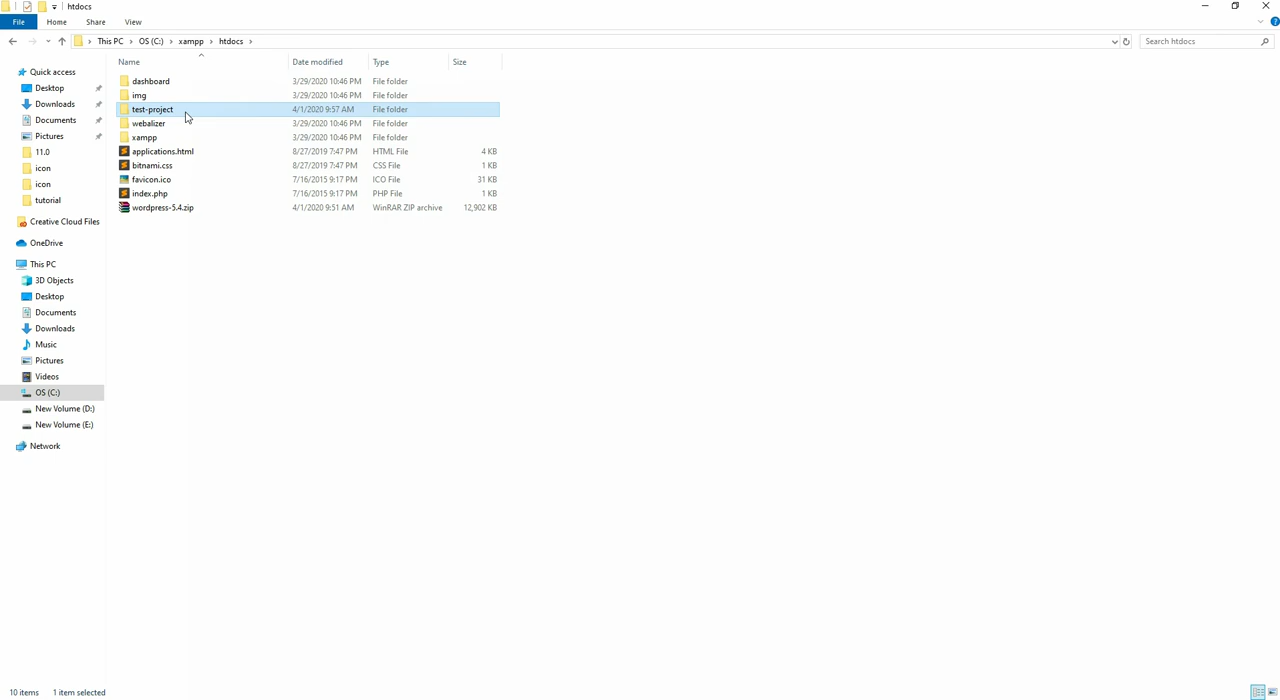 htdocs
File Home Share View
This PC OS (C:) xampp htdocs Search htdocs
Name Date modified Type Size
Quick access
Desktop
Downloads
Documents
Pictures
11.0
icon
icon
tutorial
Creative Cloud Files
OneDrive
This PC
3D Objects
Desktop
Documents
Downloads
Music
Pictures
Videos
OS (C:)
New Volume (D:)
New Volume (E:)
Network
dashboard 3/29/2020 10:46 PM File folder
img 3/29/2020 10:46 PM File folder
test-project 4/1/2020 9:57 AM File folder
webalizer 3/29/2020 10:46 PM File folder
xampp 3/29/2020 10:46 PM File folder
applications.html 8/27/2019 7:47 PM HTML File 4 KB
bitnami.css 8/27/2019 7:47 PM CSS File 1 KB
favicon.ico 7/16/2015 9:17 PM ICO File 31 KB
index.php 7/16/2015 9:17 PM PHP File 1 KB
wordpress-5.4.zip 4/1/2020 9:51 AM WinRAR ZIP archive 12,902 KB
10 items 1 item selected